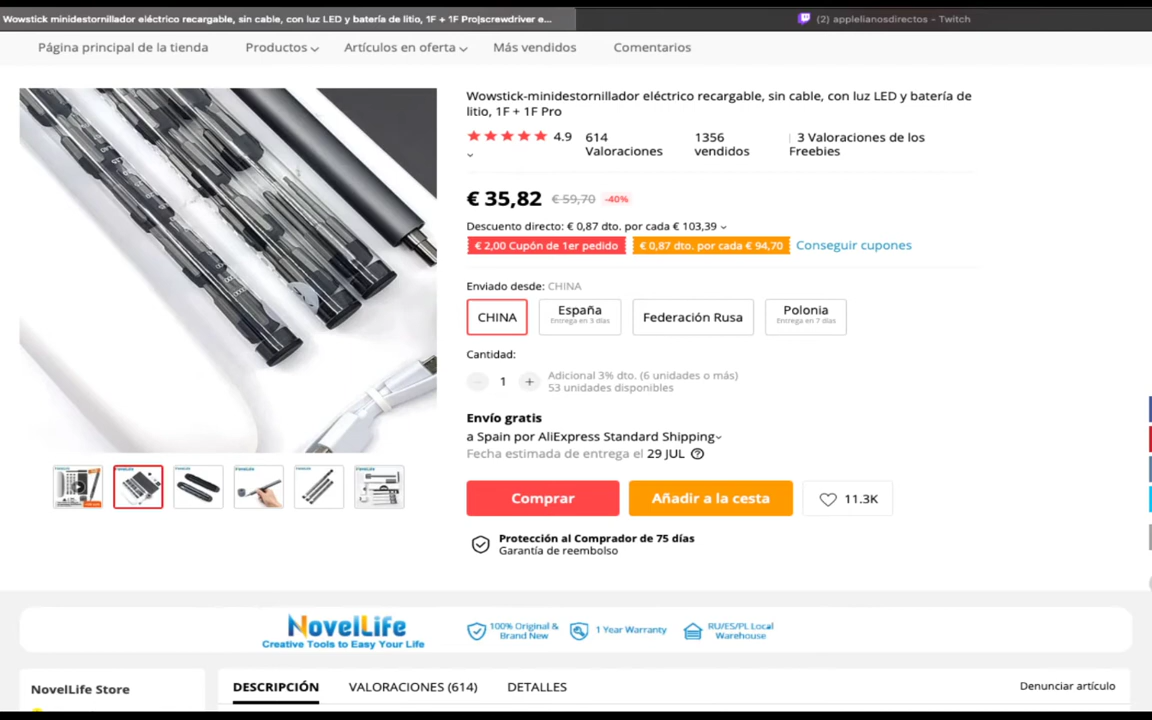 Wowstick minidestornillador eléctrico recargable, sin cable, con luz LED y batería de litio, 1F + 1F Pro|screwdriver e...
(2) applelianosdirectos - Twitch
Página principal de la tienda
Productos
Artículos en oferta
Más vendidos
Comentarios
Wowstick-minidestornillador eléctrico recargable, sin cable, con luz LED y batería de
litio, 1F + 1F Pro
4.9
614
Valoraciones
1356
vendidos
3 Valoraciones de los
Freebies
€ 35,82 € 59,70 -40%
Descuento directo: € 0,87 dto. por cada € 103,39
€ 2,00 Cupón de 1er pedido
€ 0,87 dto. por cada € 94,70
Conseguir cupones
Enviado desde: CHINA
CHINA
España
Entrega en 3 días
Federación Rusa
Polonia
Entrega en 7 días
Cantidad:
1
Adicional 3% dto. (6 unidades o más)
53 unidades disponibles
Envío gratis
a Spain por AliExpress Standard Shipping
Fecha estimada de entrega el 29 JUL
Comprar
Añadir a la cesta
11.3K
Protección al Comprador de 75 días
Garantía de reembolso
NovelLife
Creative Tools to Easy Your Life
100% Original &
Brand New
1 Year Warranty
RU/ES/PL Local
Warehouse
NovelLife Store
DESCRIPCIÓN
VALORACIONES (614)
DETALLES
Denunciar artículo